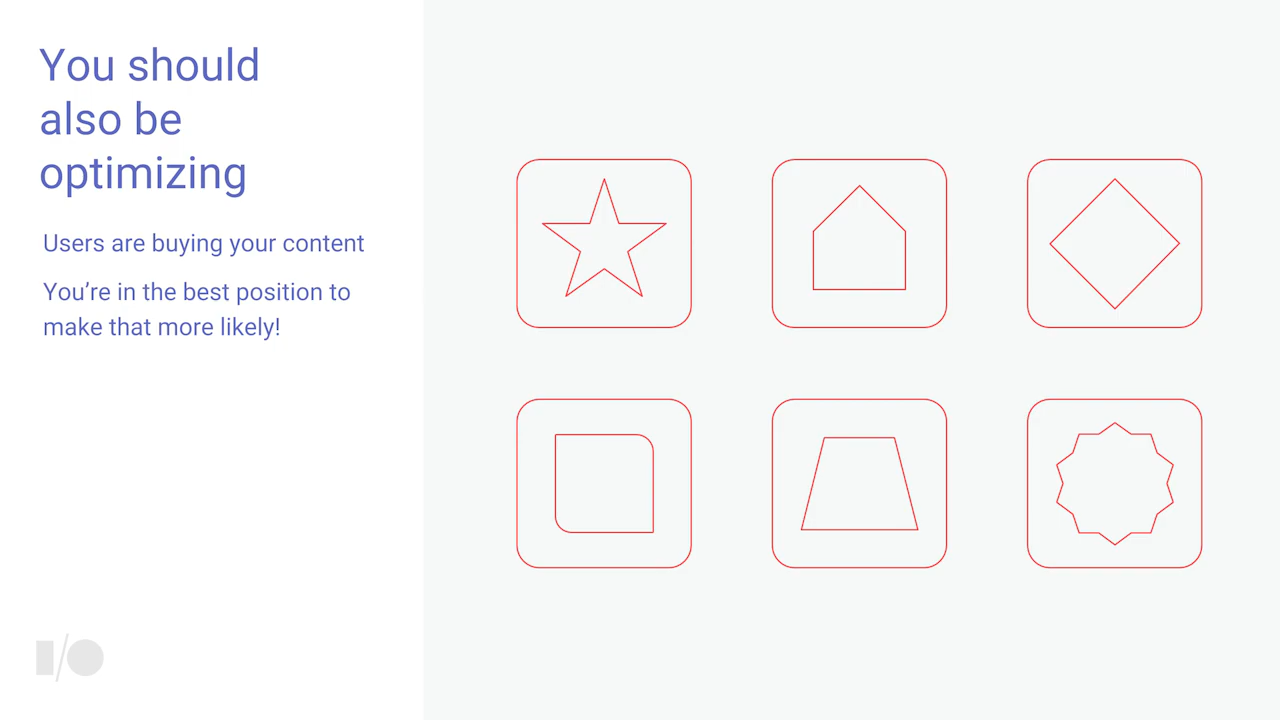 You should
also be
optimizing
Users are buying your content
You’re in the best position to
make that more likely!
I/O